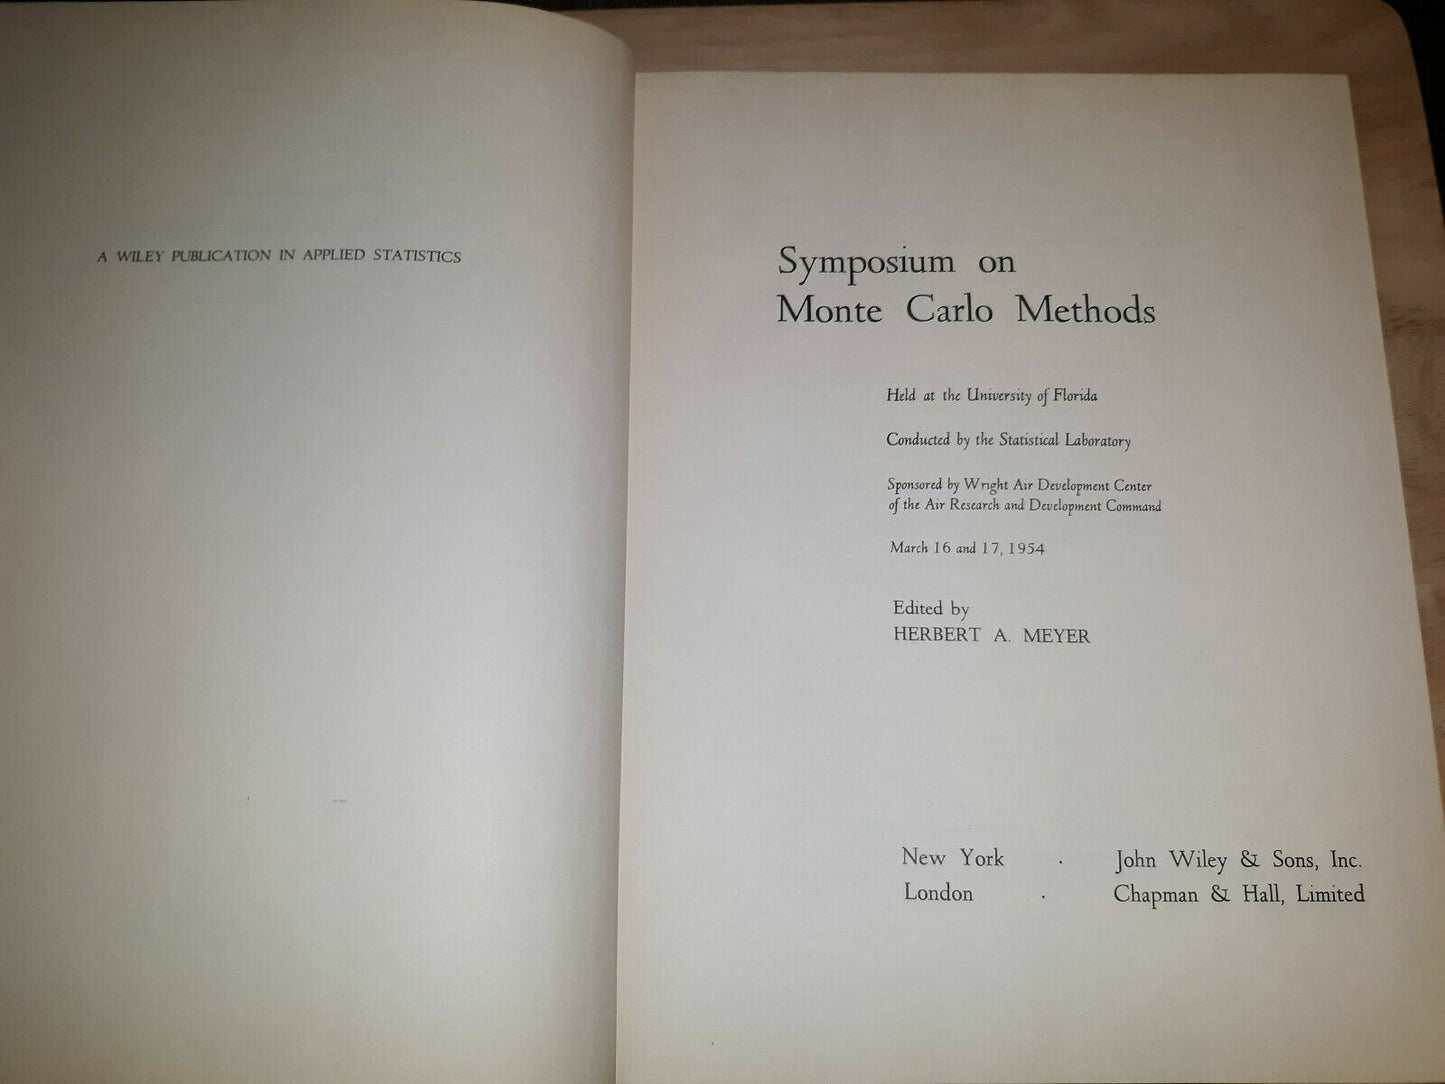 A WILEY PUBLICATION IN APPLIED STATISTICS
Symposium on
Monte Carlo Methods
Held at the University of Florida
Conducted by the Statistical Laboratory
Sponsored by Wright Air Development Center
of the Air Research and Development Command
March 16 and 17, 1954
Edited by
HERBERT A. MEYER
New York · John Wiley & Sons, Inc.
London · Chapman & Hall, Limited